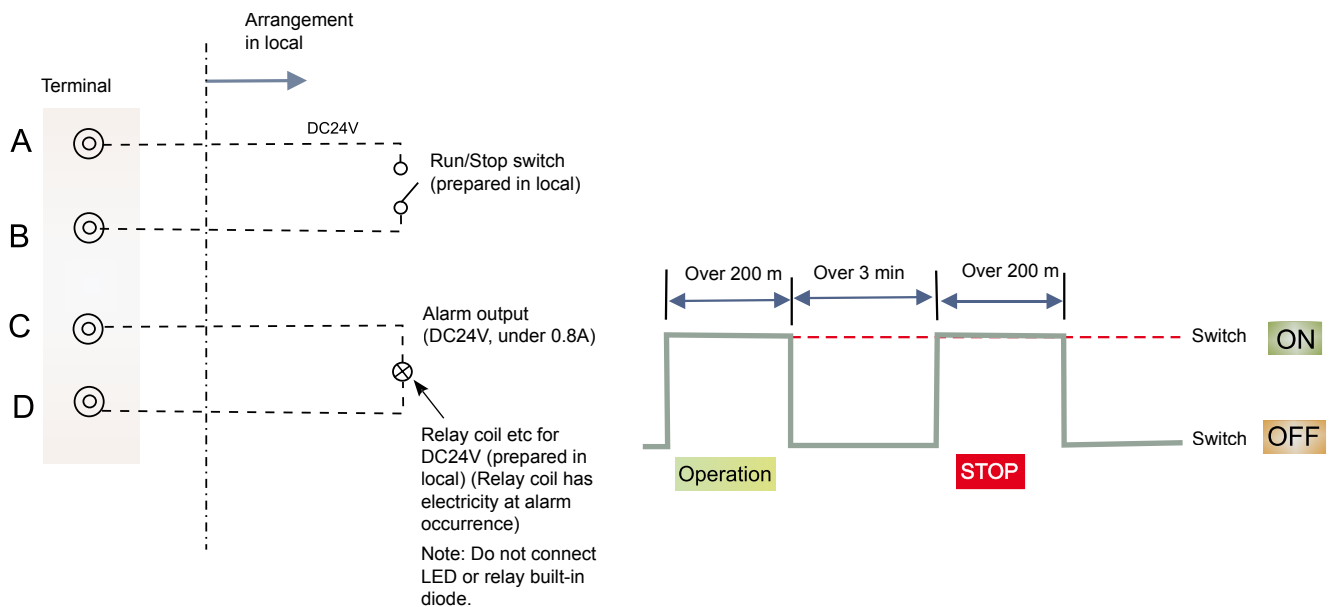 Arrangement
in local
Terminal
A
DC24V
Run/Stop switch
(prepared in local)
B
C
Alarm output
(DC24V, under 0.8A)
D
Relay coil etc for
DC24V (prepared in
local) (Relay coil has
electricity at alarm
occurrence)
Note: Do not connect
LED or relay built-in
diode.
Over 200 m
Over 3 min
Over 200 m
Switch ON
Switch OFF
Operation
STOP